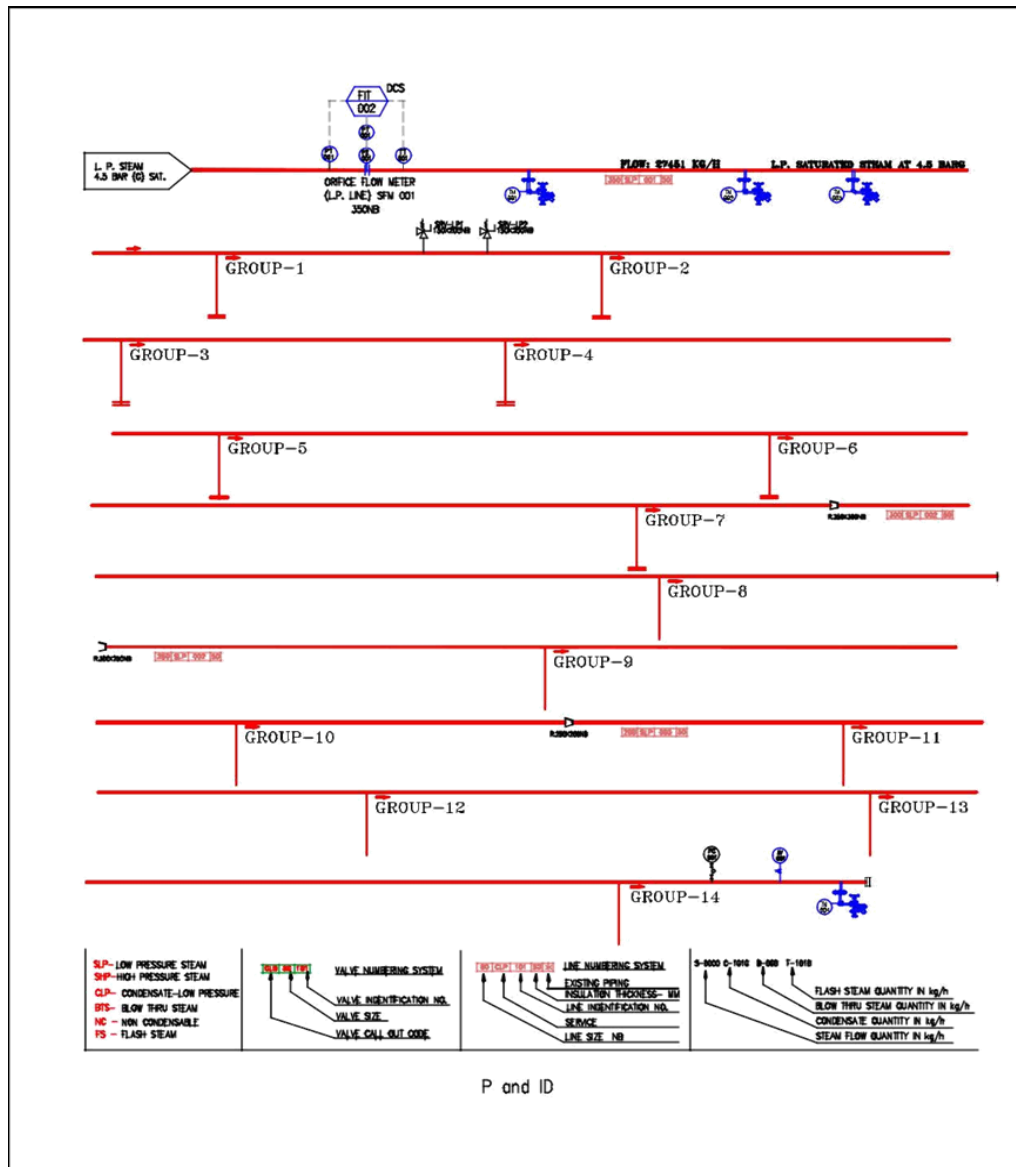 FIT
002
DCS
L. P. STEAM
4.5 BAR (G) SAT.
ORIFICE FLOW METER
(L.P. LINE) SFM 001
350NB
FLOW: 27451 KG/H
L.P. SATURATED STEAM AT 4.5 BARG
GROUP-1
GROUP-2
GROUP-3
GROUP-4
GROUP-5
GROUP-6
GROUP-7
GROUP-8
GROUP-9
GROUP-10
GROUP-11
GROUP-12
GROUP-13
GROUP-14
SLP- LOW PRESSURE STEAM
SHP-HIGH PRESSURE STEAM
CLP- CONDENSATE-LOW PRESSURE
BTS- BLOW THRU STEAM
NC - NON CONDENSABLE
FS - FLASH STEAM
VALVE NUMBERING SYSTEM
VALVE INDENTIFICATION NO.
VALVE SIZE
VALVE CALL OUT CODE
LINE NUMBERING SYSTEM
EXISTING PIPING
INSULATION THICKNESS- MM
LINE INDENTIFICATION NO.
SERVICE
LINE SIZE NB
FLASH STEAM QUANTITY IN kg/h
BLOW THRU STEAM QUANTITY IN kg/h
CONDENSATE QUANTITY IN kg/h
STEAM FLOW QUANTITY IN kg/h
P and ID